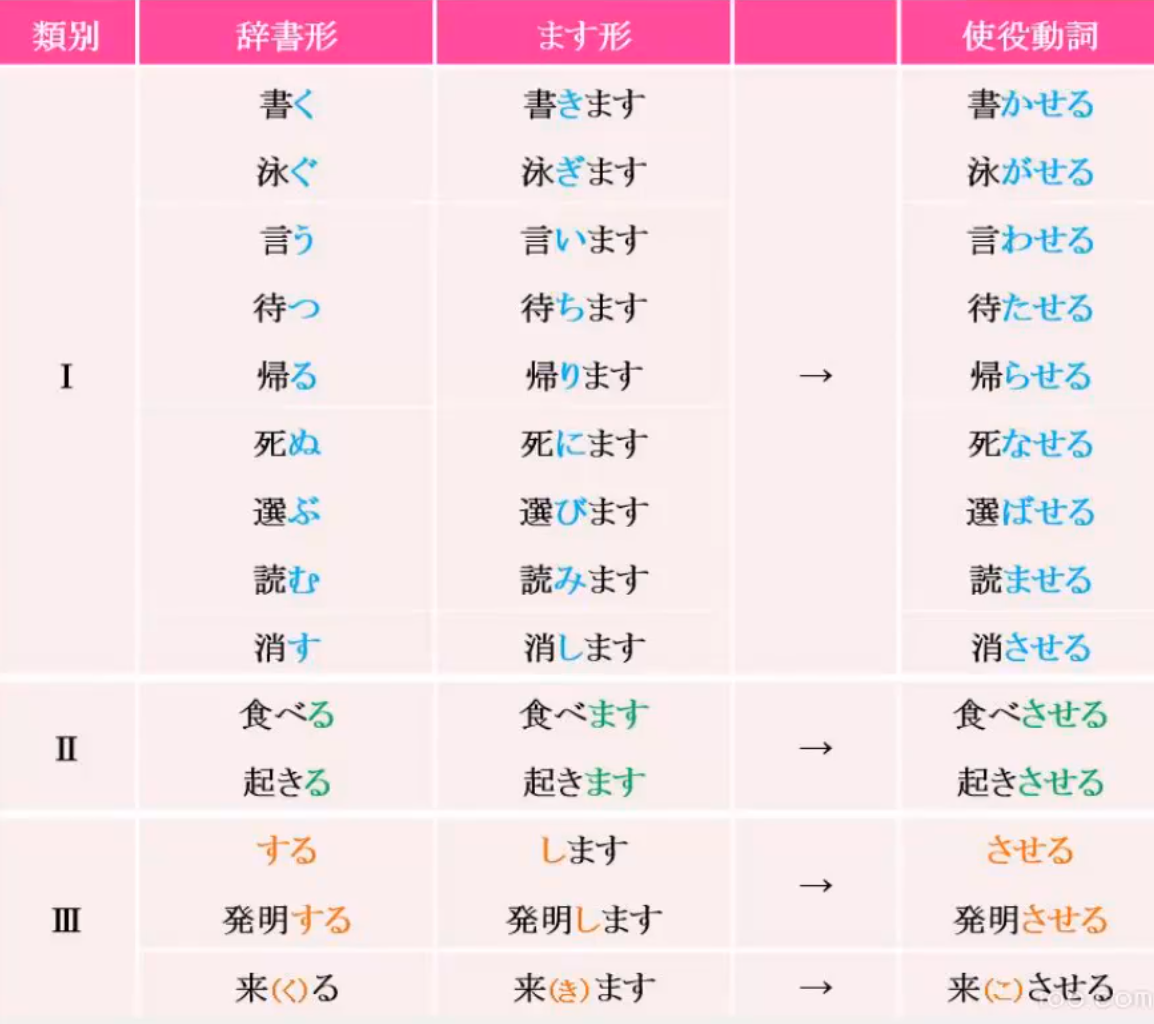 類別 辞書形 ます形 使役動詞
書く 書きます 書かせる
泳ぐ 泳ぎます 泳がせる
言う 言います 言わせる
待つ 待ちます 待たせる
Ⅰ 帰る 帰ります → 帰らせる
死ぬ 死にます 死なせる
選ぶ 選びます 選ばせる
読む 読みます 読ませる
消す 消します 消させる
食べる 食べます 食べさせる
Ⅱ →
起きる 起きます 起きさせる
する します させる
→
Ⅲ 発明する 発明します 発明させる
来(く)る 来(き)ます → 来(こ)させる